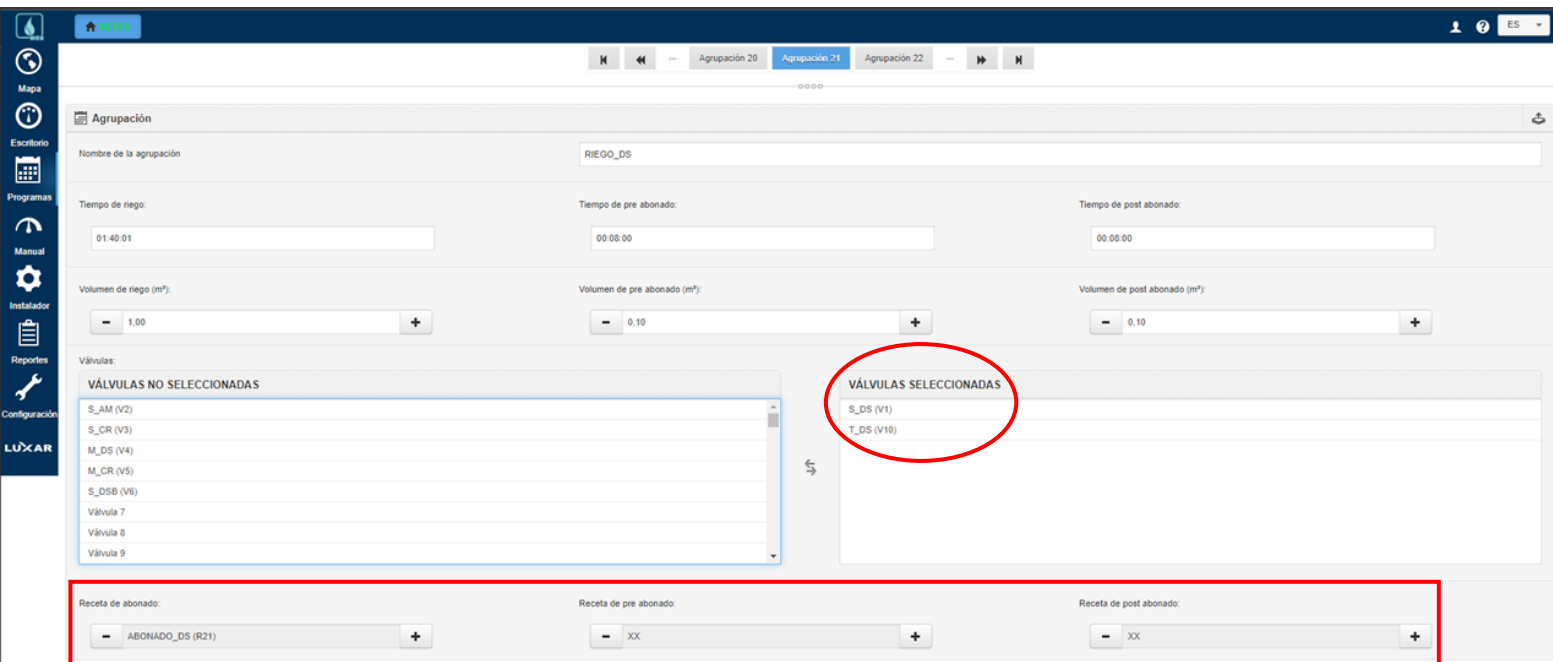 WEB
ES
Mapa
Agrupación 20
Agrupación 21
Agrupación 22
Escritorio
Agrupación
Nombre de la agrupación
RIEGO_DS
Programas
Tiempo de riego:
Tiempo de pre abonado:
Tiempo de post abonado:
01:40:01
00:08:00
00:08:00
Manual
Volumen de riego (m³):
Volumen de pre abonado (m³):
Volumen de post abonado (m³):
Instalador
1,00
0,10
0,10
Reportes
Válvulas:
VÁLVULAS NO SELECCIONADAS
VÁLVULAS SELECCIONADAS
Configuración
S_AM (V2)
S_CR (V3)
M_DS (V4)
M_CR (V5)
S_DSB (V6)
Válvula 7
Válvula 8
Válvula 9
S_DS (V1)
T_DS (V10)
LUXAR
Receta de abonado:
Receta de pre abonado:
Receta de post abonado:
ABONADO_DS (R21)
XX
XX